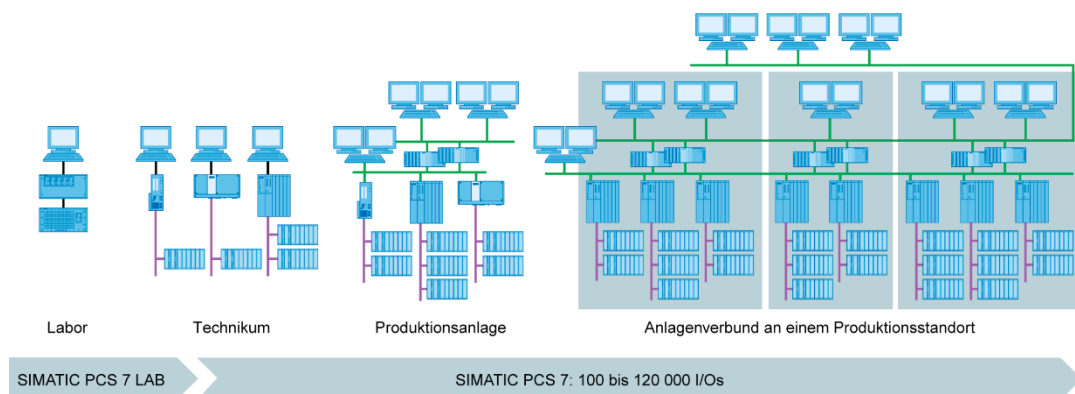 Labor
Technikum
Produktionsanlage
Anlagenverbund an einem Produktionsstandort
SIMATIC PCS 7 LAB
SIMATIC PCS 7: 100 bis 120 000 I/Os